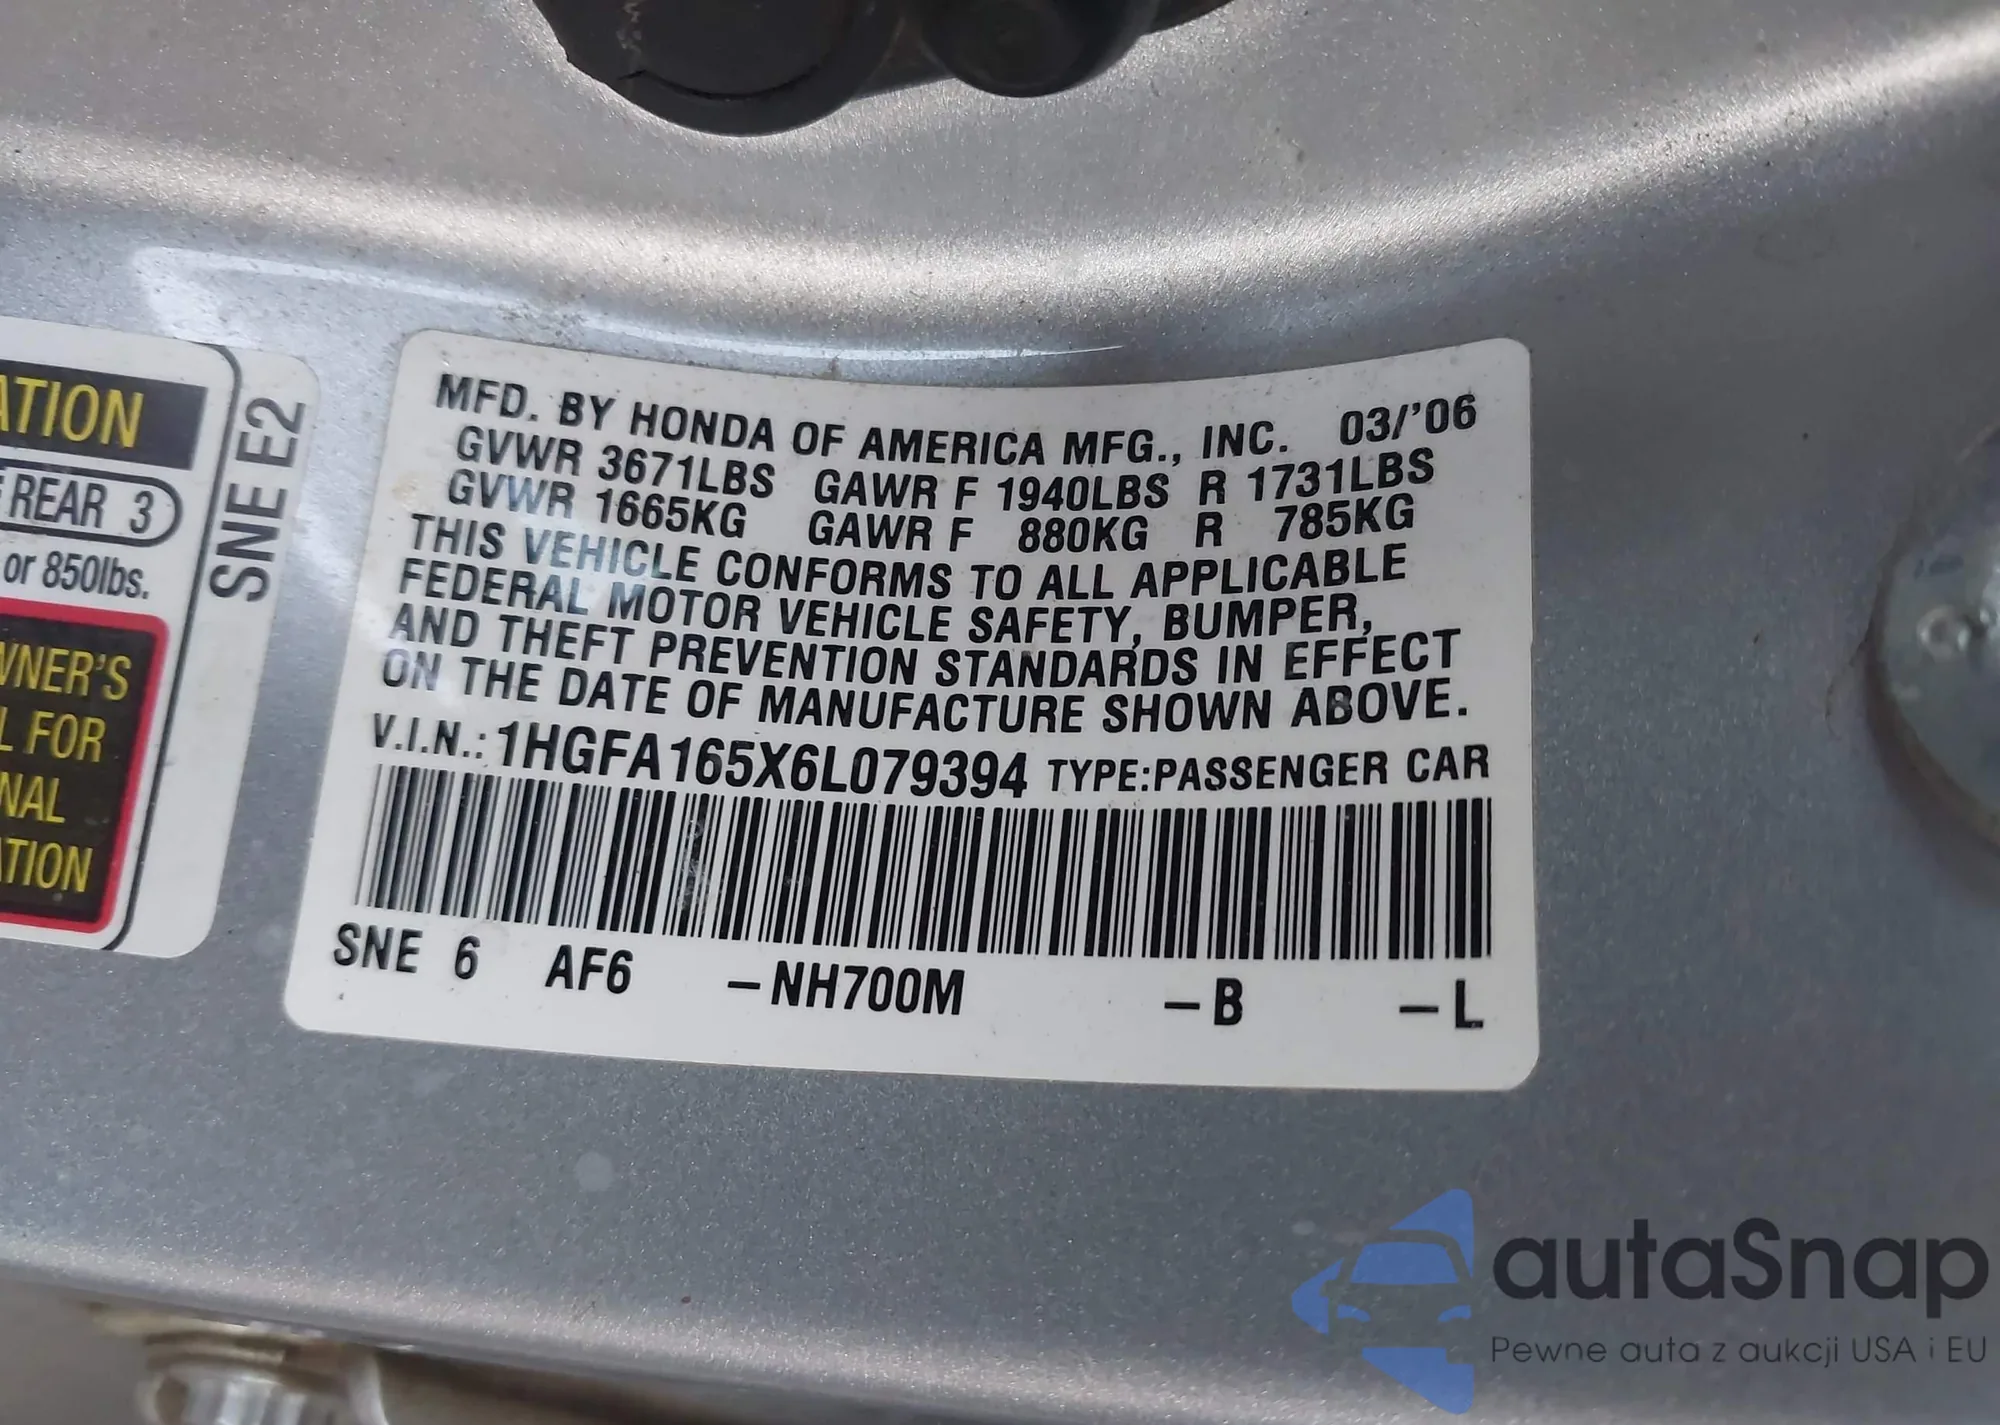 ATION
REAR 3
or 850lbs.
WNER'S
L FOR
NAL
ATION
SNE E2
MFD. BY HONDA OF AMERICA MFG., INC. 03/'06
GVWR 3671LBS GAWR F 1940LBS R 1731LBS
GVWR 1665KG GAWR F 880KG R 785KG
THIS VEHICLE CONFORMS TO ALL APPLICABLE
FEDERAL MOTOR VEHICLE SAFETY, BUMPER,
AND THEFT PREVENTION STANDARDS IN EFFECT
ON THE DATE OF MANUFACTURE SHOWN ABOVE.
V.I.N.: 1HGFA165X6L079394 TYPE:PASSENGER CAR
SNE 6 AF6 -NH700M -B -L
autaSnap
Pewne auta z aukcji USA i EU